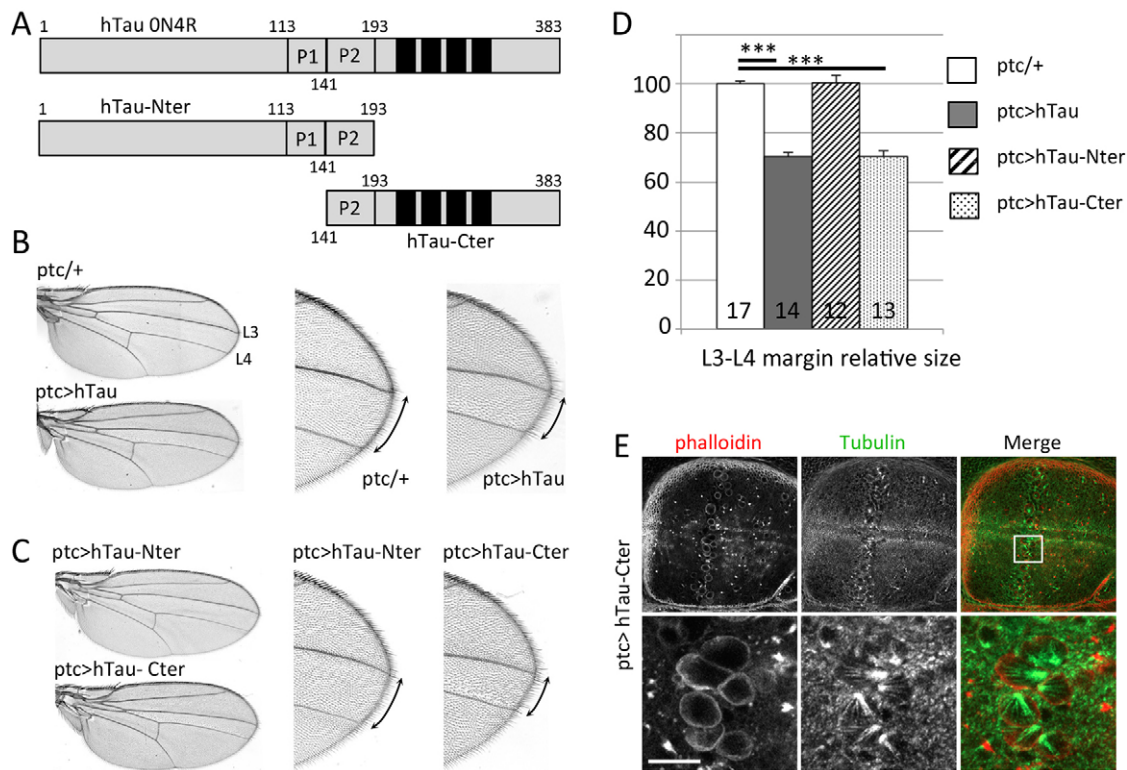 A
1 hTau 0N4R 113 193 383
P1 P2
141
1 hTau-Nter 113 193
P1 P2
141
193 383
P2
141 hTau-Cter
B
ptc/+
L3
L4
ptc>hTau
ptc/+
ptc>hTau
C
ptc>hTau-Nter
ptc>hTau- Cter
ptc>hTau-Nter
ptc>hTau-Cter
D
***
***
100
80
60
40
20
0
17 14 12 13
L3-L4 margin relative size
ptc/+
ptc>hTau
ptc>hTau-Nter
ptc>hTau-Cter
E
phalloidin Tubulin Merge
ptc> hTau-Cter